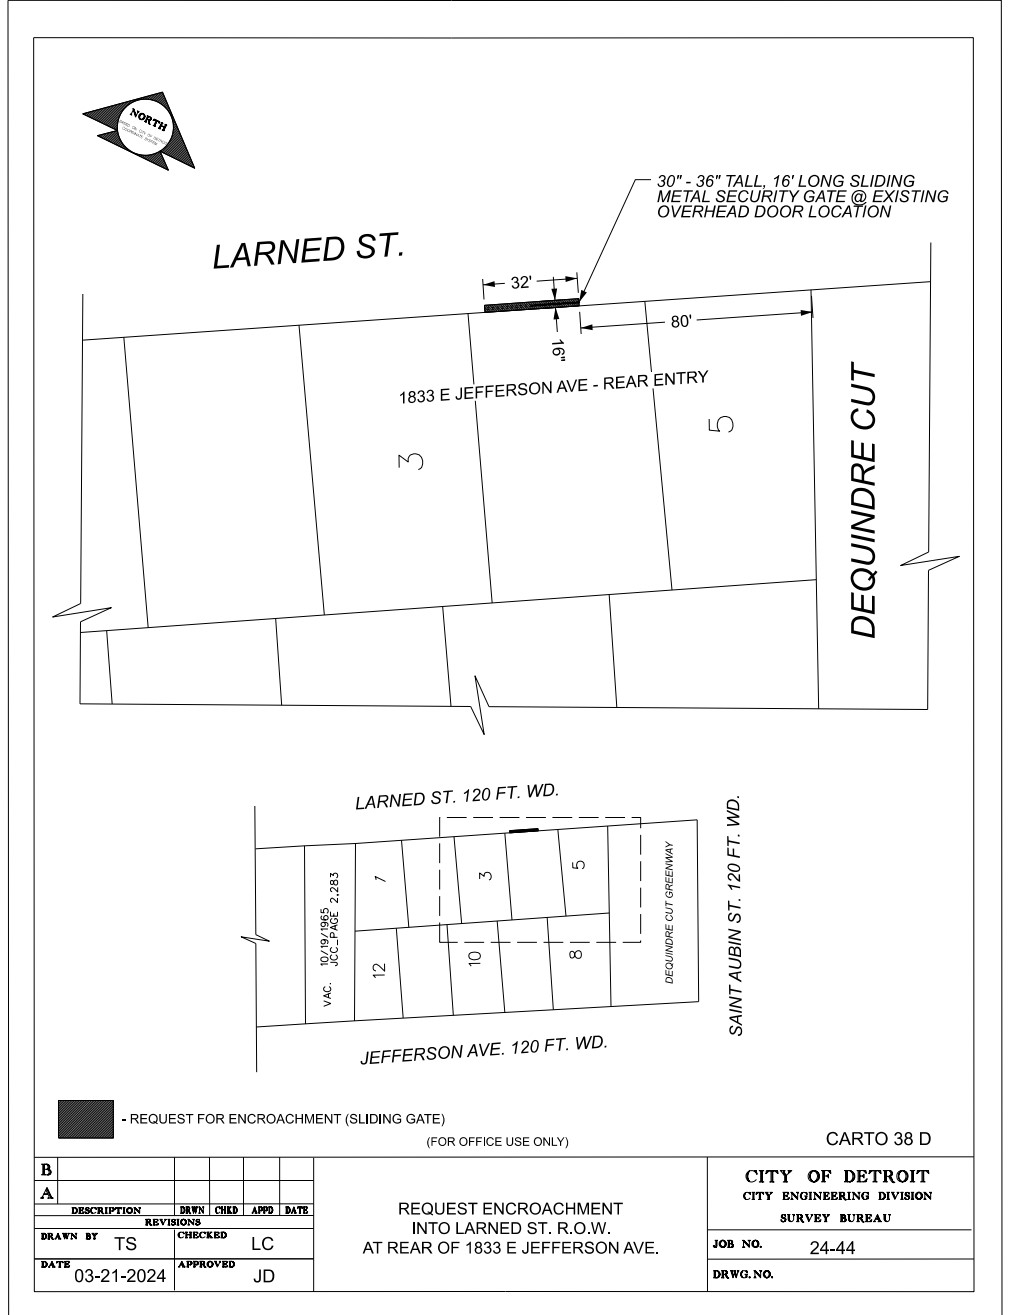 NORTH
30" - 36" TALL, 16' LONG SLIDING
METAL SECURITY GATE @ EXISTING
OVERHEAD DOOR LOCATION
LARNED ST.
32'
80'
16"
1833 E JEFFERSON AVE - REAR ENTRY
3
5
DEQUINDRE CUT
LARNED ST. 120 FT. WD.
VAC. 10/19/1965
JCC_PAGE 2,283
1
3
5
12
10
8
DEQUINDRE CUT GREENWAY
SAINT AUBIN ST. 120 FT. WD.
JEFFERSON AVE. 120 FT. WD.
- REQUEST FOR ENCROACHMENT (SLIDING GATE)
(FOR OFFICE USE ONLY)
CARTO 38 D
B
A
DESCRIPTION DRWN CHKD APPD DATE
REVISIONS
DRAWN BY TS
CHECKED LC
DATE 03-21-2024
APPROVED JD
REQUEST ENCROACHMENT
INTO LARNED ST. R.O.W.
AT REAR OF 1833 E JEFFERSON AVE.
CITY OF DETROIT
CITY ENGINEERING DIVISION
SURVEY BUREAU
JOB NO. 24-44
DRWG. NO.